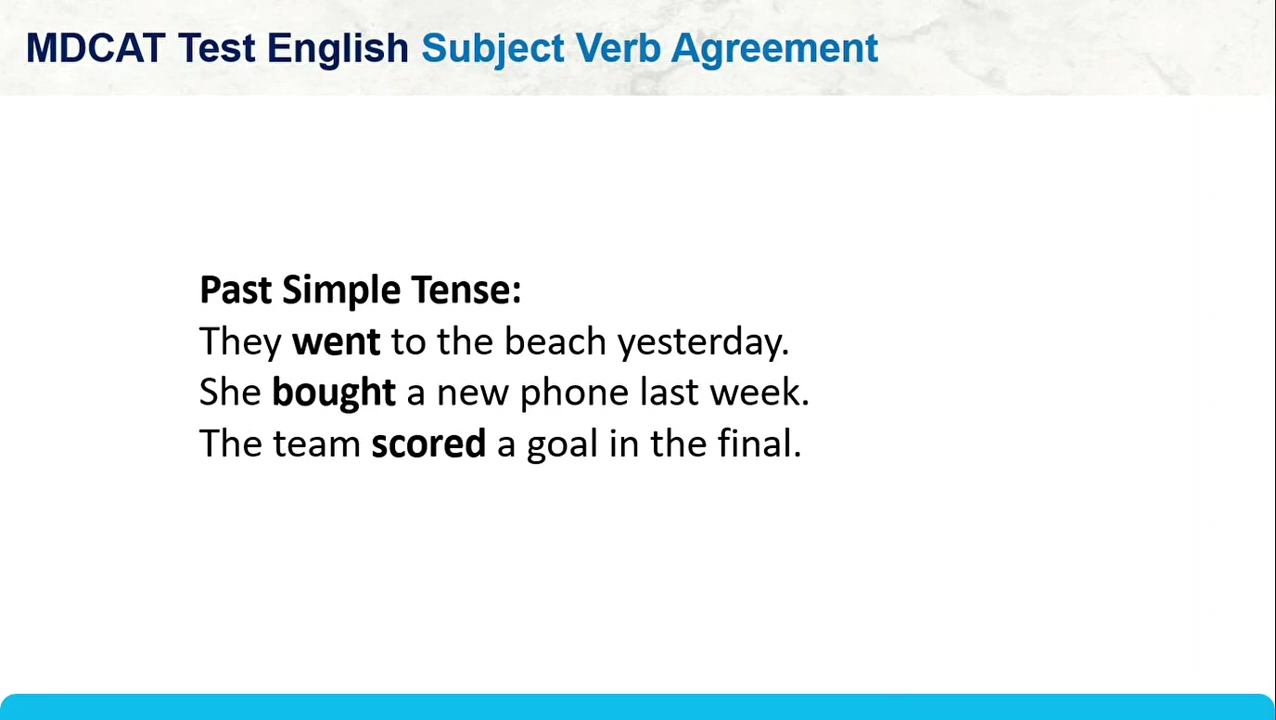 MDCAT Test English Subject Verb Agreement
Past Simple Tense:
They went to the beach yesterday.
She bought a new phone last week.
The team scored a goal in the final.